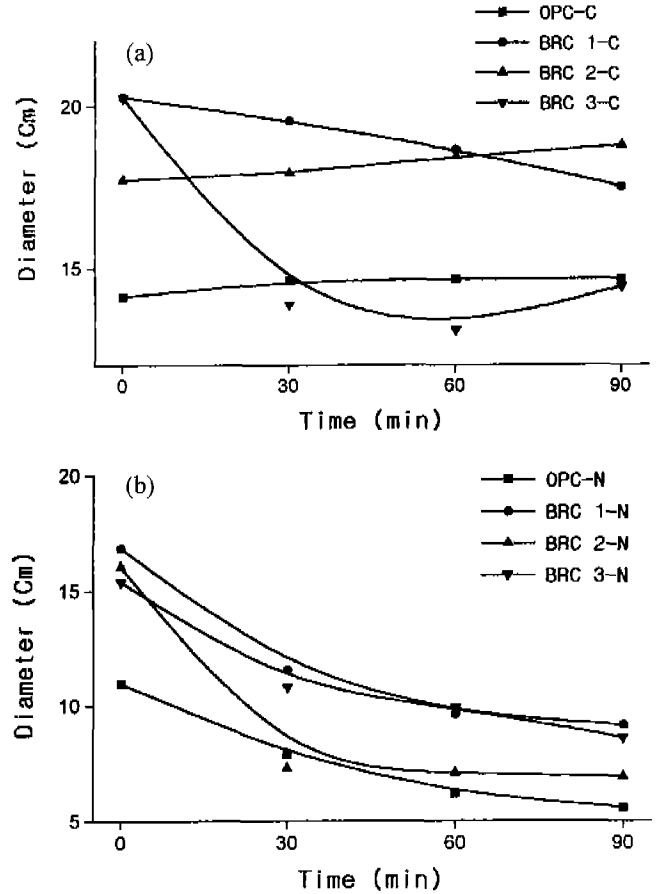 (a)
OPC-C
BRC 1-C
BRC 2-C
BRC 3-C
20
15
Diameter (Cm)
0 30 60 90
Time (min)
(b)
OPC-N
BRC 1-N
BRC 2-N
BRC 3-N
20
15
10
5
Diameter (Cm)
0 30 60 90
Time (min)